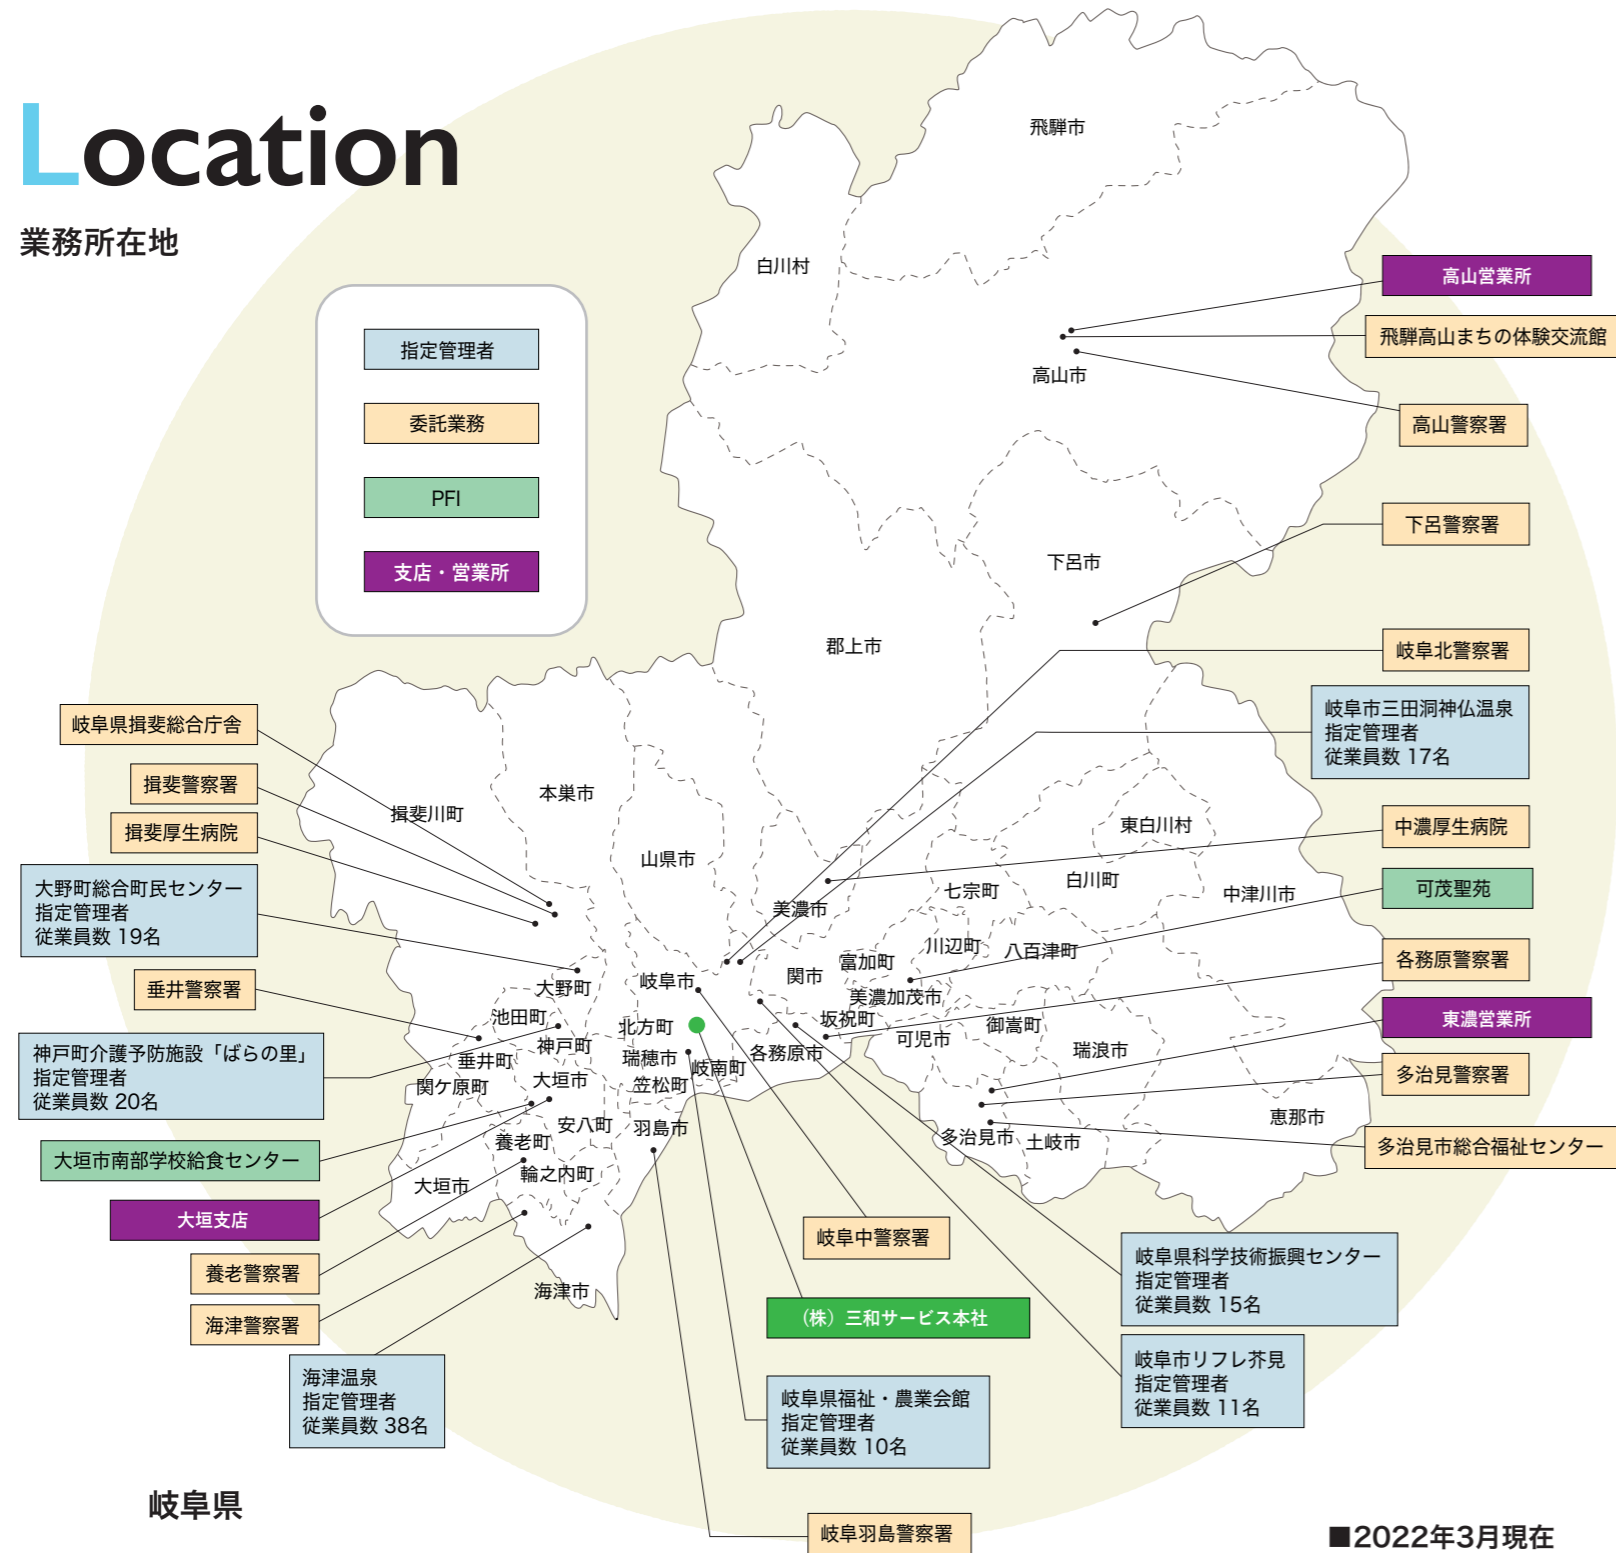 Location
業務所在地
指定管理者
委託業務
PFI
支店・営業所
飛騨市
白川村
高山市
下呂市
郡上市
本巣市
揖斐川町
山県市
美濃市
東白川村
白川町
七宗町
中津川市
川辺町
八百津町
富加町
関市
美濃加茂市
岐阜市
大野町
池田町
北方町
坂祝町
御嵩町
可児市
神戸町
瑞穂市
岐南町
各務原市
瑞浪市
垂井町
関ケ原町
大垣市
笠松町
安八町
羽島市
養老町
恵那市
多治見市
土岐市
輪之内町
大垣市
海津市
高山営業所
飛騨高山まちの体験交流館
高山警察署
下呂警察署
岐阜北警察署
岐阜市三田洞神仏温泉
指定管理者
従業員数 17名
中濃厚生病院
可茂聖苑
各務原警察署
東濃営業所
多治見警察署
多治見市総合福祉センター
岐阜県揖斐総合庁舎
揖斐警察署
揖斐厚生病院
大野町総合町民センター
指定管理者
従業員数 19名
垂井警察署
神戸町介護予防施設「ばらの里」
指定管理者
従業員数 20名
大垣市南部学校給食センター
大垣支店
養老警察署
海津警察署
海津温泉
指定管理者
従業員数 38名
岐阜中警察署
（株）三和サービス本社
岐阜県福祉・農業会館
指定管理者
従業員数 10名
岐阜羽島警察署
岐阜県科学技術振興センター
指定管理者
従業員数 15名
岐阜市リフレ芥見
指定管理者
従業員数 11名
岐阜県
■2022年3月現在